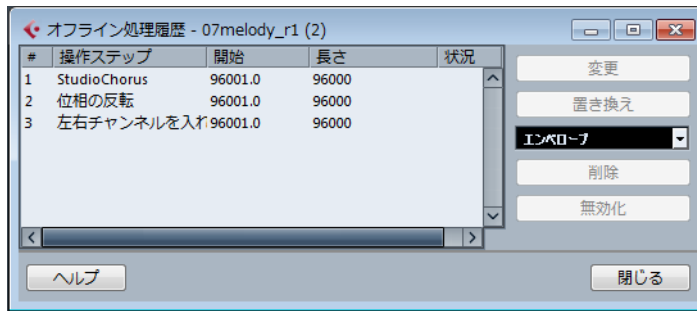 オフライン処理履歴 - 07melody_r1 (2)
# 操作ステップ 開始 長さ 状況
1 StudioChorus 96001.0 96000
2 位相の反転 96001.0 96000
3 左右チャンネルを入れ 96001.0 96000
変更
置き換え
エンベロープ
削除
無効化
ヘルプ
閉じる